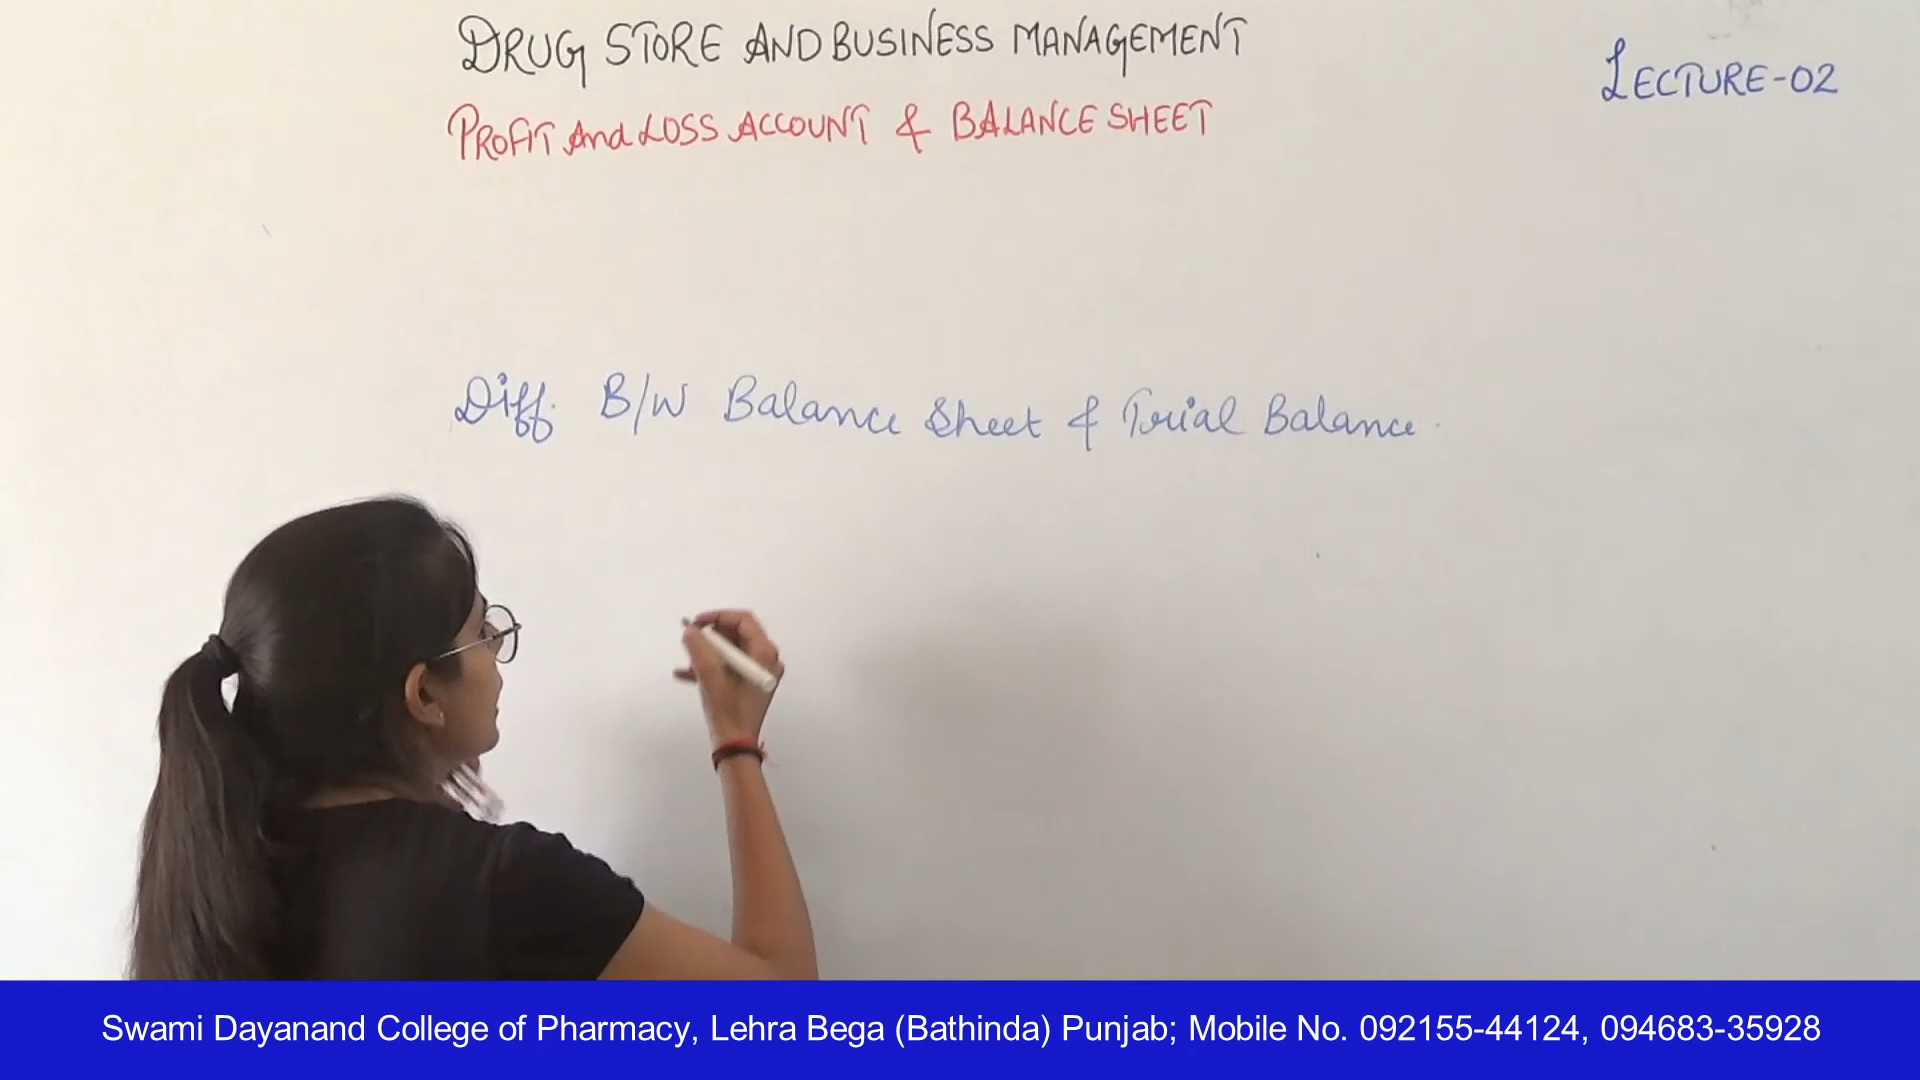 DRUG STORE AND BUSINESS MANAGEMENT
LECTURE-02
PROFIT And LOSS ACCOUNT & BALANCE SHEET
Diff. B/W Balance Sheet & Trial Balance.
Swami Dayanand College of Pharmacy, Lehra Bega (Bathinda) Punjab; Mobile No. 092155-44124, 094683-35928